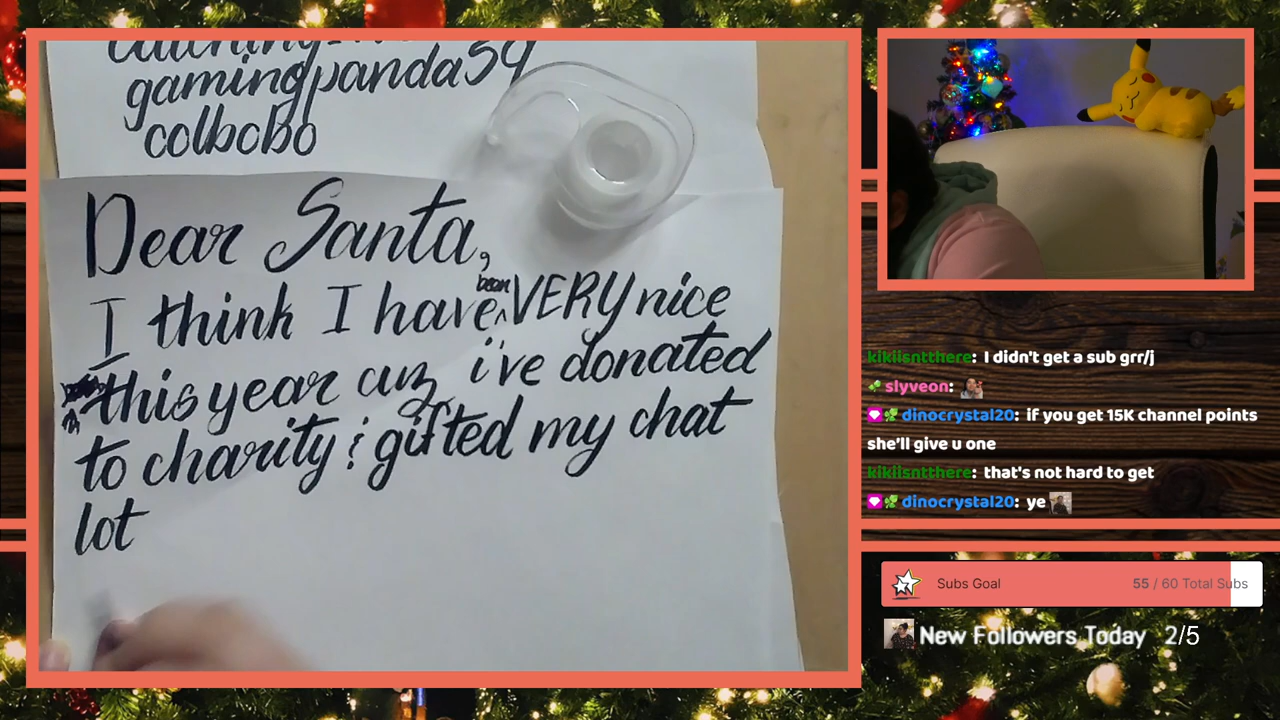 gamingpanda59
colbobo
Dear Santa,
I think I have been VERY nice
this year cuz i've donated
to charity & gifted my chat
lot
kikiisntthere: I didn't get a sub grr/j
slyveon:
dinocrystal20: if you get 15K channel points
she'll give u one
kikiisntthere: that's not hard to get
dinocrystal20: ye
Subs Goal 55 / 60 Total Subs
New Followers Today 2/5